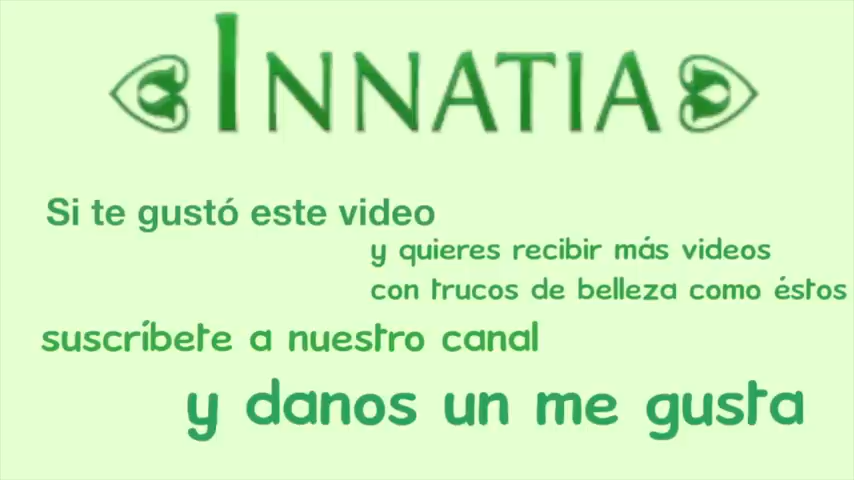 INNATIA
Si te gustó este video
y quieres recibir más videos
con trucos de belleza como éstos
suscríbete a nuestro canal
y danos un me gusta